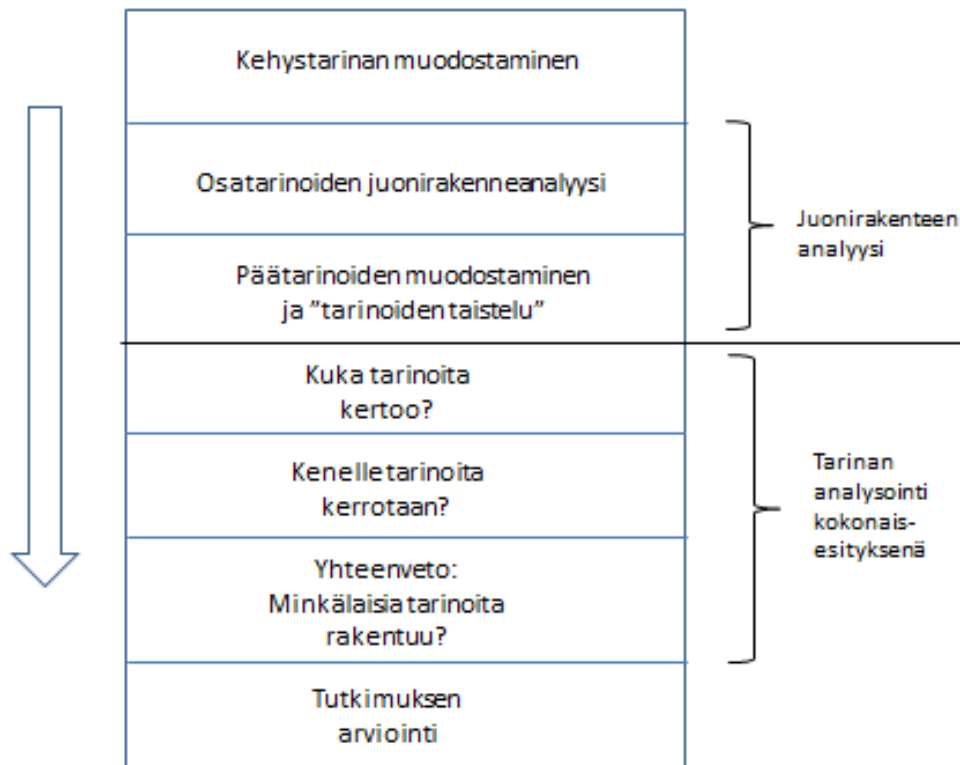 Kehystarinan muodostaminen
Osatarinoiden juonirakenneanalyysi
Päätarinoiden muodostaminen
ja ”tarinoiden taistelu”
Juonirakenteen
analyysi
Kuka tarinoita
kertoo?
Kenelle tarinoita
kerrotaan?
Yhteenveto:
Minkälaisia tarinoita
rakentuu?
Tarinan
analysointi
kokonais-
esityksenä
Tutkimuksen
arviointi